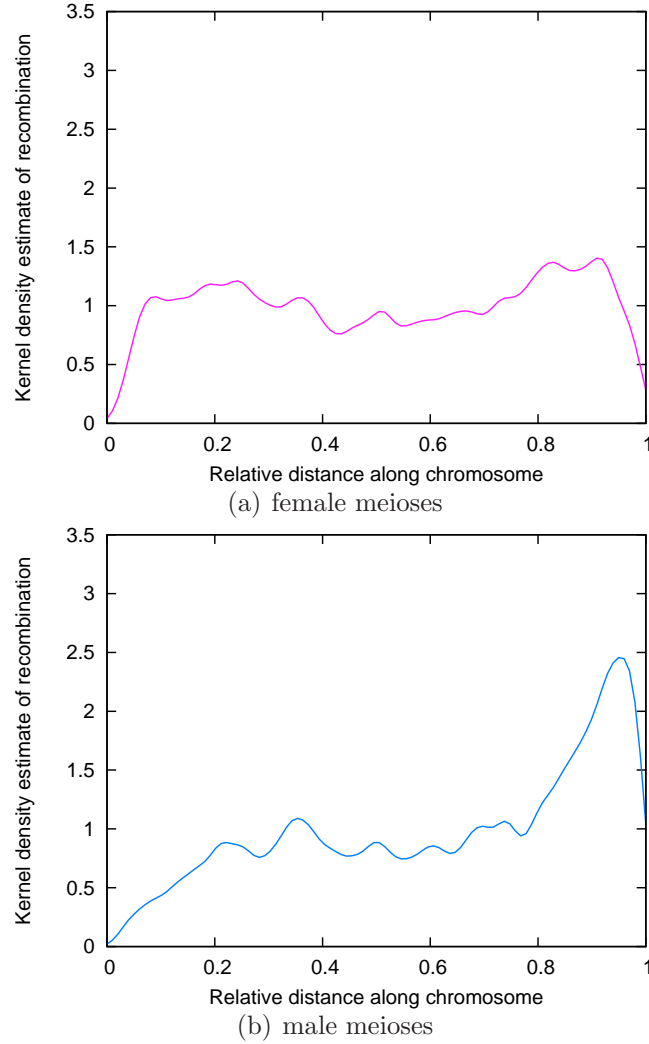 3.5
3
2.5
2
1.5
1
0.5
0
Kernel density estimate of recombination
0 0.2 0.4 0.6 0.8 1
Relative distance along chromosome
(a) female meioses
3.5
3
2.5
2
1.5
1
0.5
0
Kernel density estimate of recombination
0 0.2 0.4 0.6 0.8 1
Relative distance along chromosome
(b) male meioses